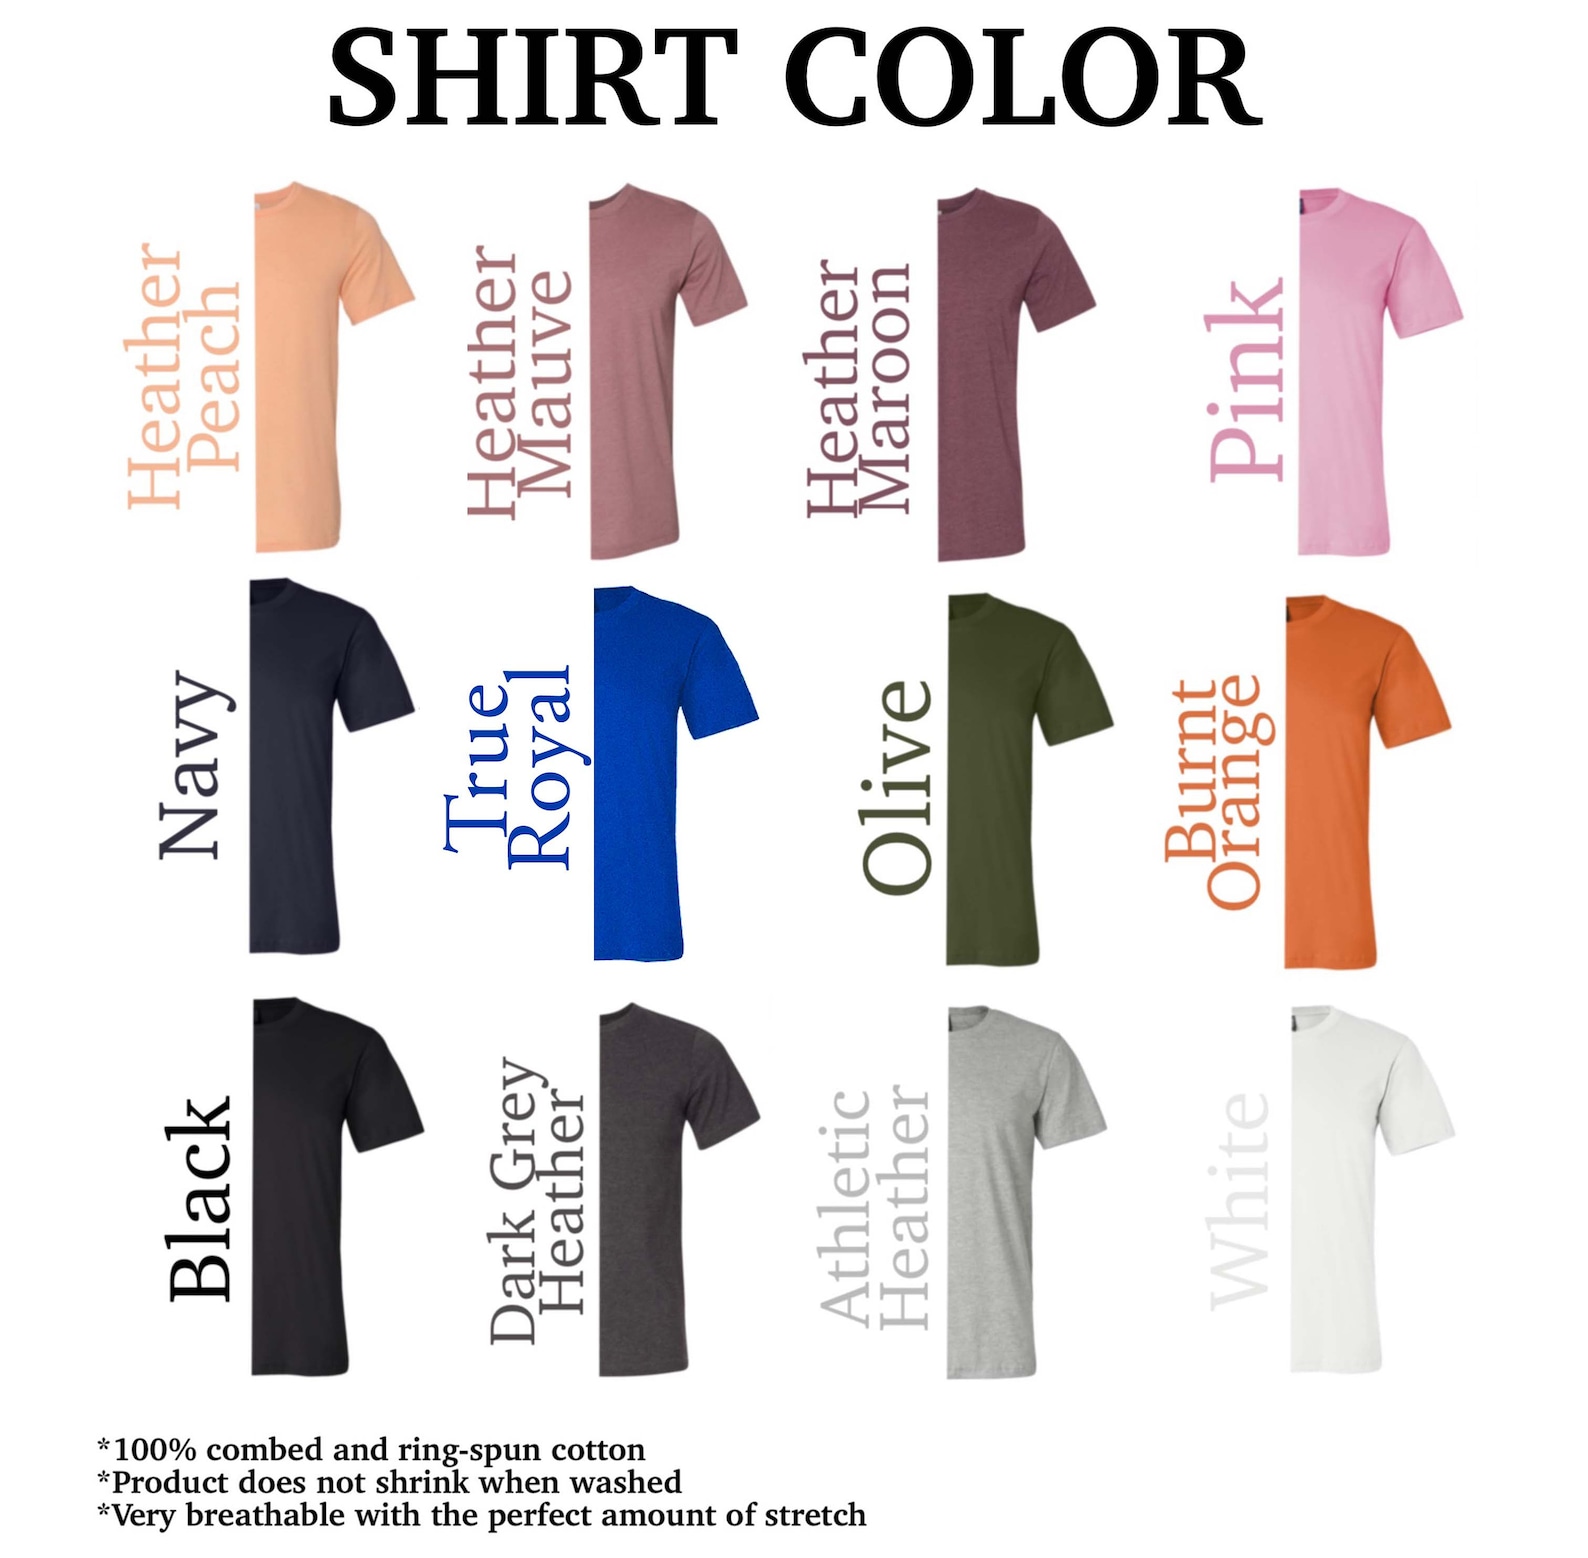 SHIRT COLOR
Heather
Peach
Heather
Mauve
Heather
Maroon
Pink
Navy
True
Royal
Olive
Burnt
Orange
Black
Dark Grey
Heather
Athletic
Heather
White
*100% combed and ring-spun cotton
*Product does not shrink when washed
*Very breathable with the perfect amount of stretch